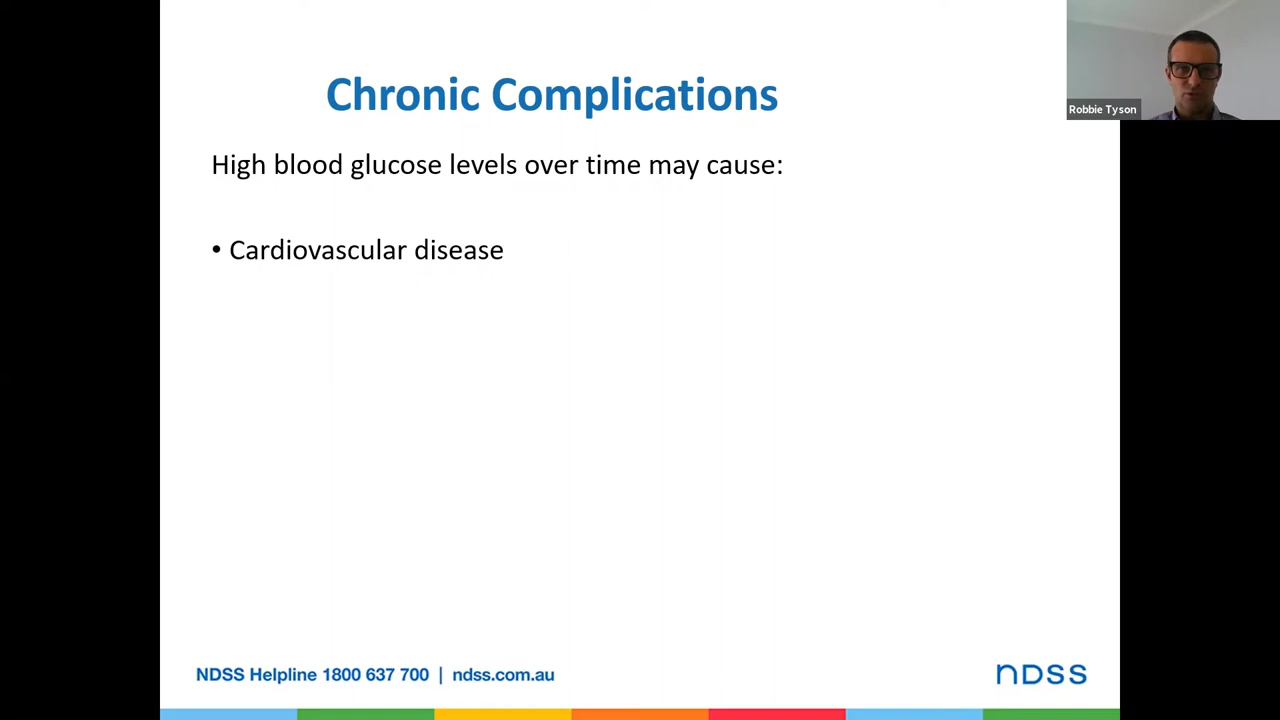 Chronic Complications
Robbie Tyson
High blood glucose levels over time may cause:
• Cardiovascular disease
NDSS Helpline 1800 637 700 | ndss.com.au
nDSS